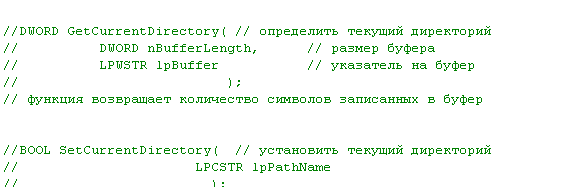 //DWORD GetCurrentDirectory( // определить текущий директорий
// DWORD nBufferLength, // размер буфера
// LPWSTR lpBuffer // указатель на буфер
// );
// функция возвращает количество символов записанных в буфер
//BOOL SetCurrentDirectory( // установить текущий директорий
// LPCSTR lpPathName
// );